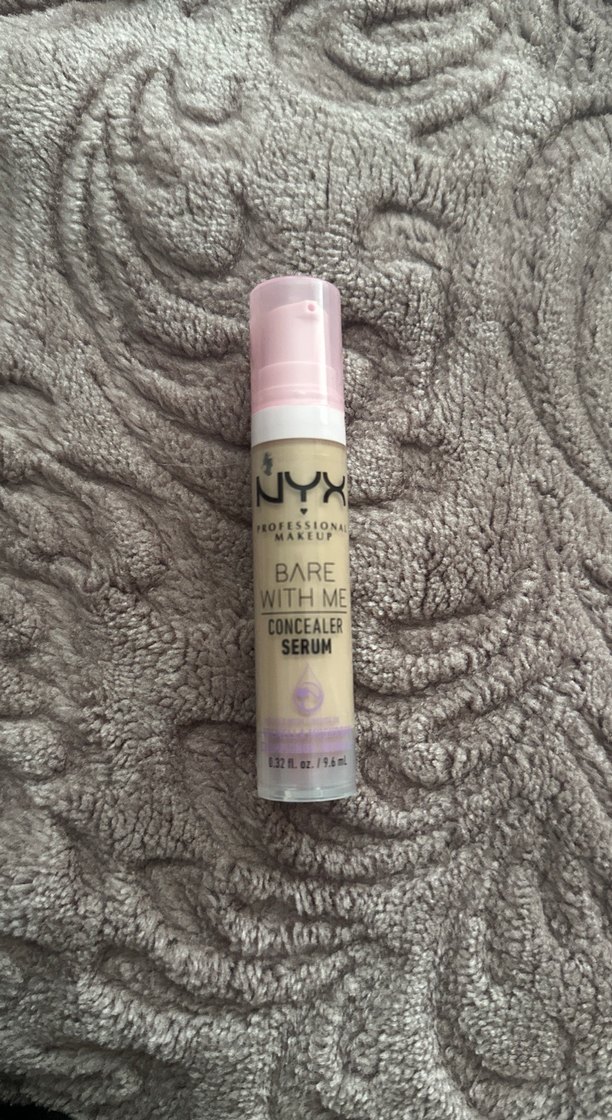 NYX
PROFESSIONAL
MAKEUP
BARE
WITH ME
CONCEALER
SERUM
0.32 fl. oz. / 9.6 mL